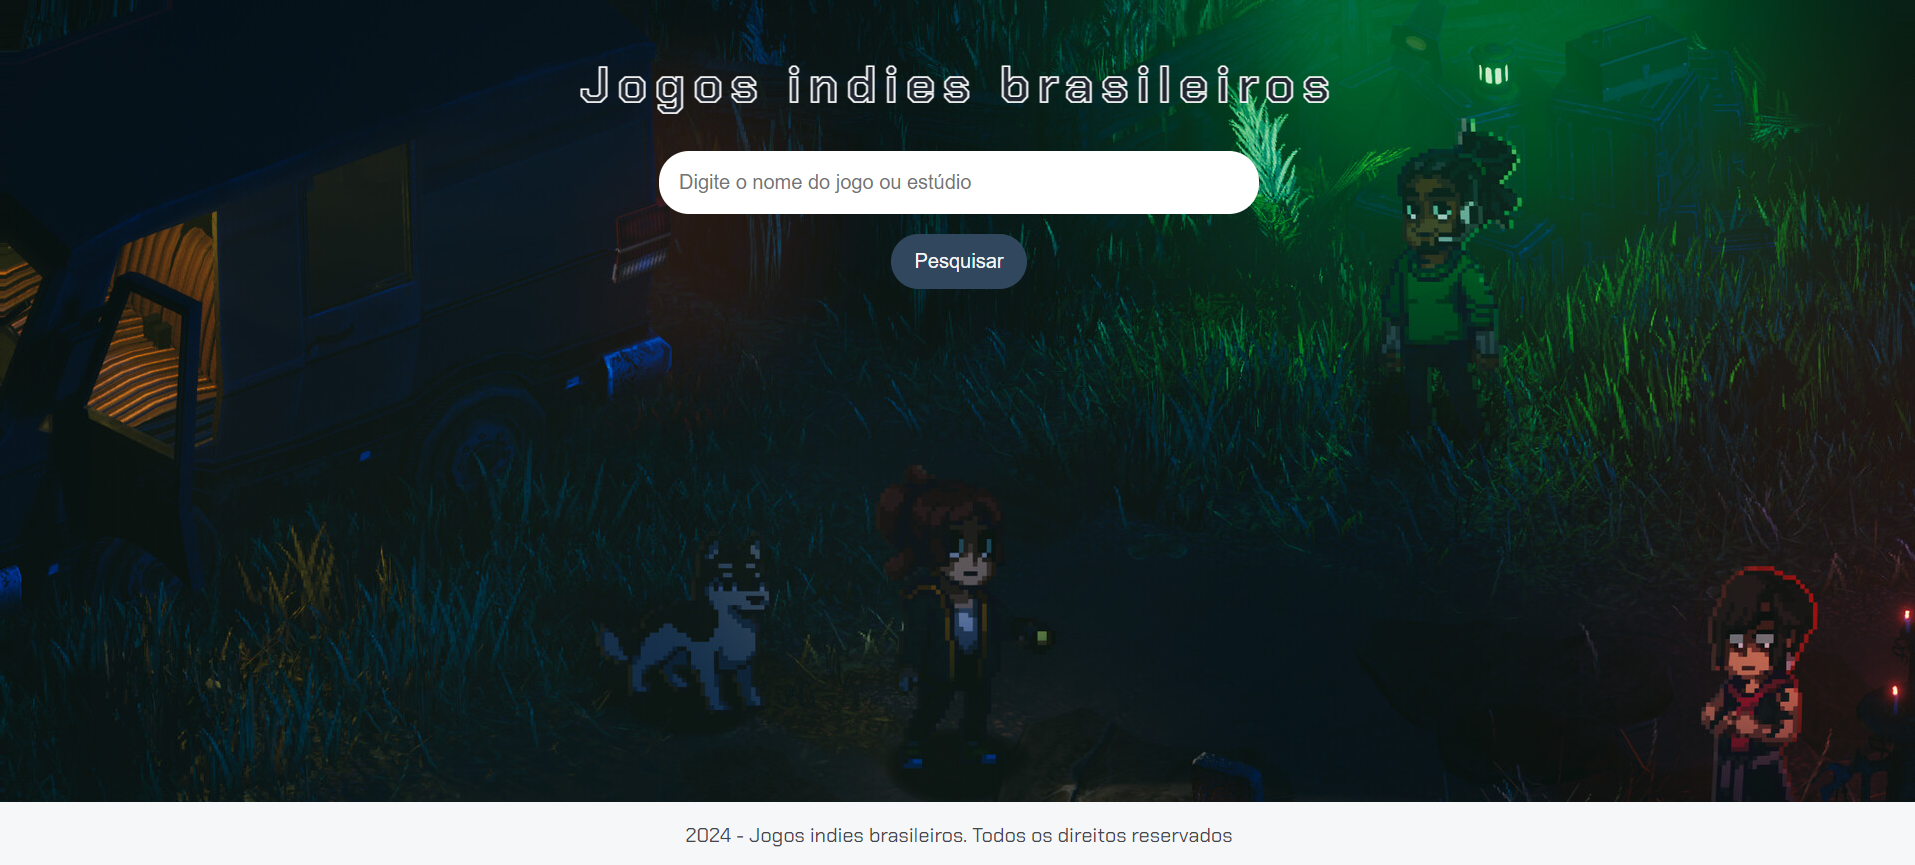 Jogos indies brasileiros
Digite o nome do jogo ou estúdio
Pesquisar
2024 - Jogos indies brasileiros. Todos os direitos reservados